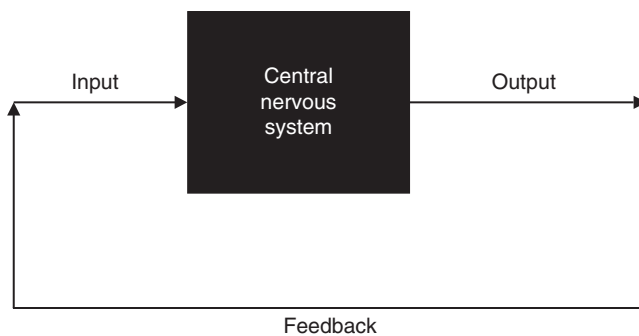 Input
Central
nervous
system
Output
Feedback